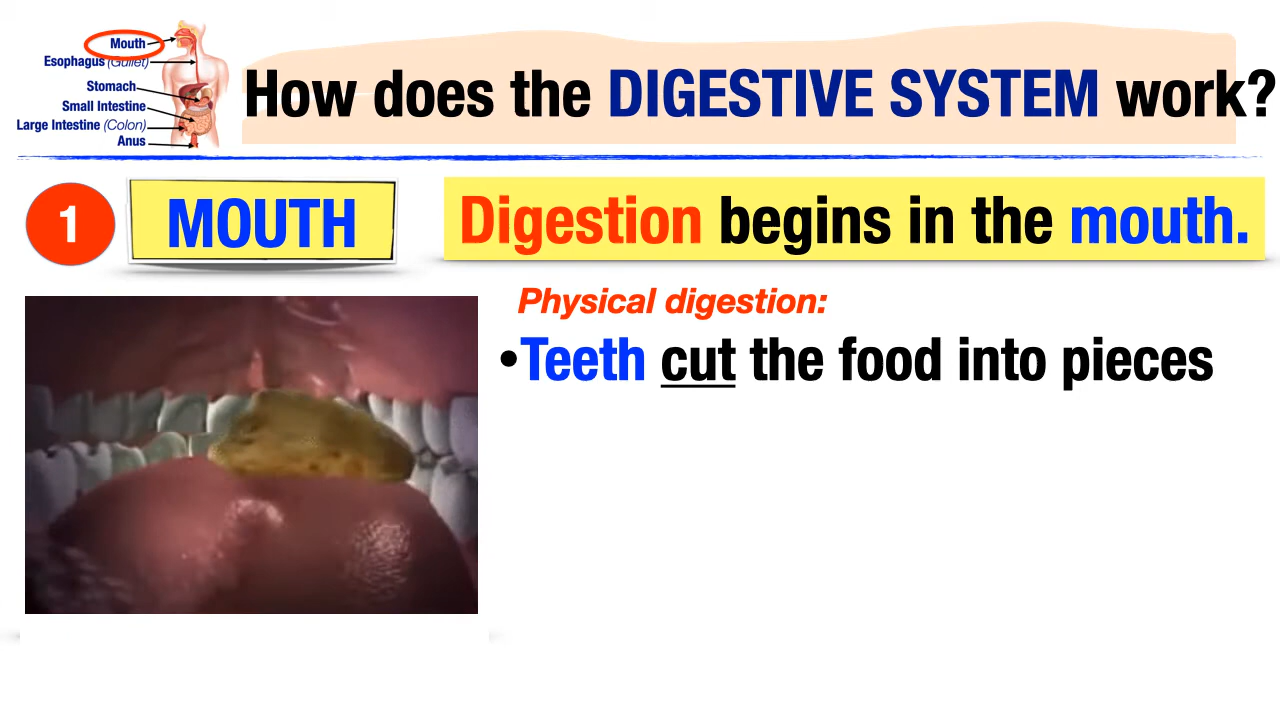 Mouth
Esophagus (Gullet)
Stomach
Small Intestine
Large Intestine (Colon)
Anus
How does the DIGESTIVE SYSTEM work?
1
MOUTH
Digestion begins in the mouth.
Physical digestion:
•Teeth cut the food into pieces